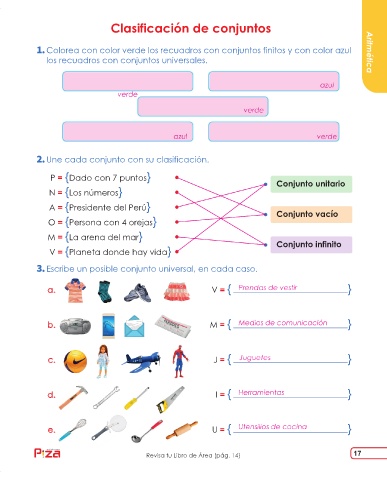 Clasificación de conjuntos
Aritmética
1. Colorea con color verde los recuadros con conjuntos finitos y con color azul
los recuadros con conjuntos universales.
azul
verde
verde
azul
verde
2. Une cada conjunto con su clasificación.
P = {Dado con 7 puntos}
N = {Los números}
A = {Presidente del Perú}
O = {Persona con 4 orejas}
M = {La arena del mar}
V = {Planeta donde hay vida}
Conjunto unitario
Conjunto vacío
Conjunto infinito
3. Escribe un posible conjunto universal, en cada caso.
a. V = { Prendas de vestir }
b. M = { Medios de comunicación }
c. J = { Juguetes }
d. I = { Herramientas }
e. U = { Utensilios de cocina }
Pizza
Revisa tu Libro de Área (pág. 14)
17